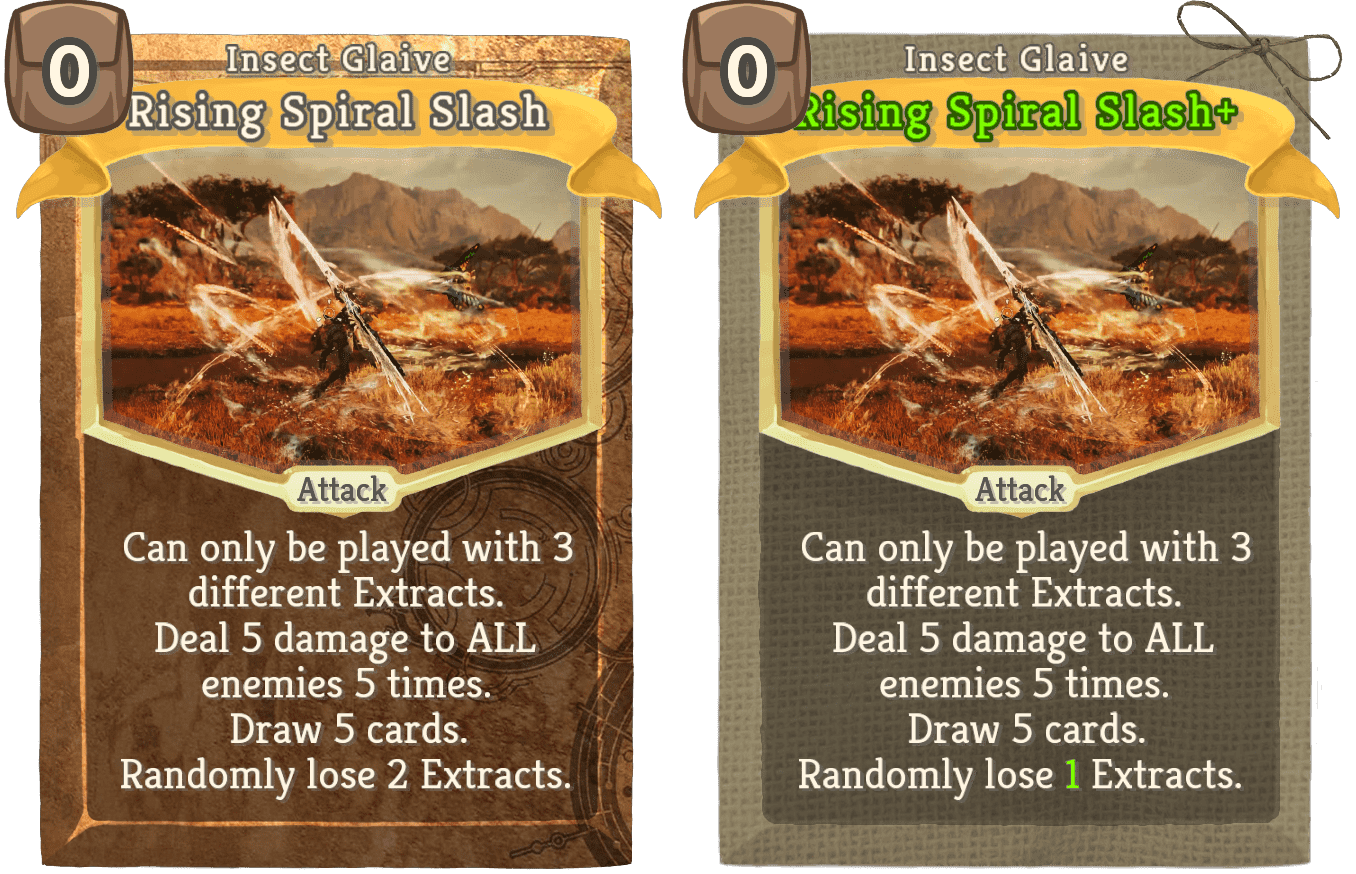 0
Insect Glaive
Rising Spiral Slash
Attack
Can only be played with 3
different Extracts.
Deal 5 damage to ALL
enemies 5 times.
Draw 5 cards.
Randomly lose 2 Extracts.
0
Insect Glaive
Rising Spiral Slash+
Attack
Can only be played with 3
different Extracts.
Deal 5 damage to ALL
enemies 5 times.
Draw 5 cards.
Randomly lose 1 Extracts.